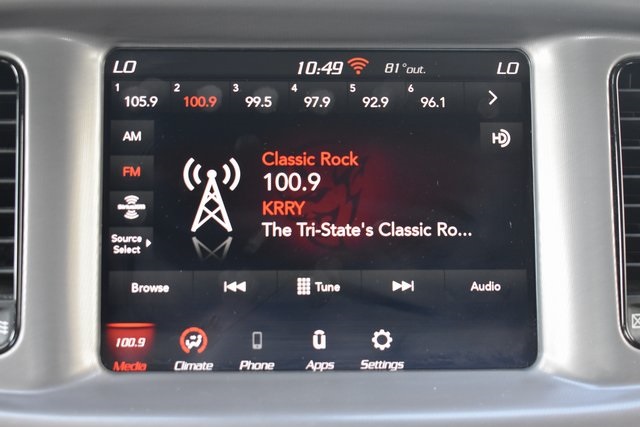 LO 10:49 81°out. LO
1 105.9 2 100.9 3 99.5 4 97.9 5 92.9 6 96.1
AM
HD
FM
Classic Rock
100.9
KRRY
The Tri-State's Classic Ro...
Source
Select
Browse Tune Audio
100.9
Media Climate Phone Apps Settings